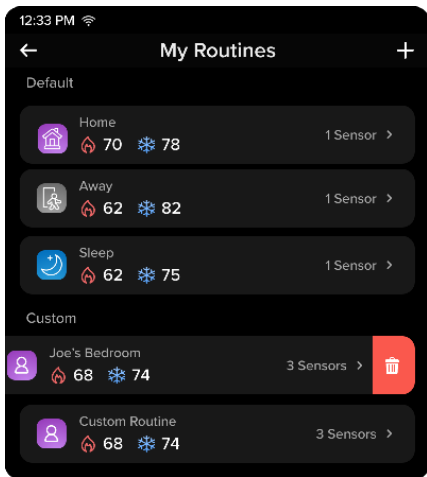 12:33 PM
My Routines
Default
Home
70 78
1 Sensor
Away
62 82
1 Sensor
Sleep
62 75
1 Sensor
Custom
Joe's Bedroom
68 74
3 Sensors
Custom Routine
68 74
3 Sensors